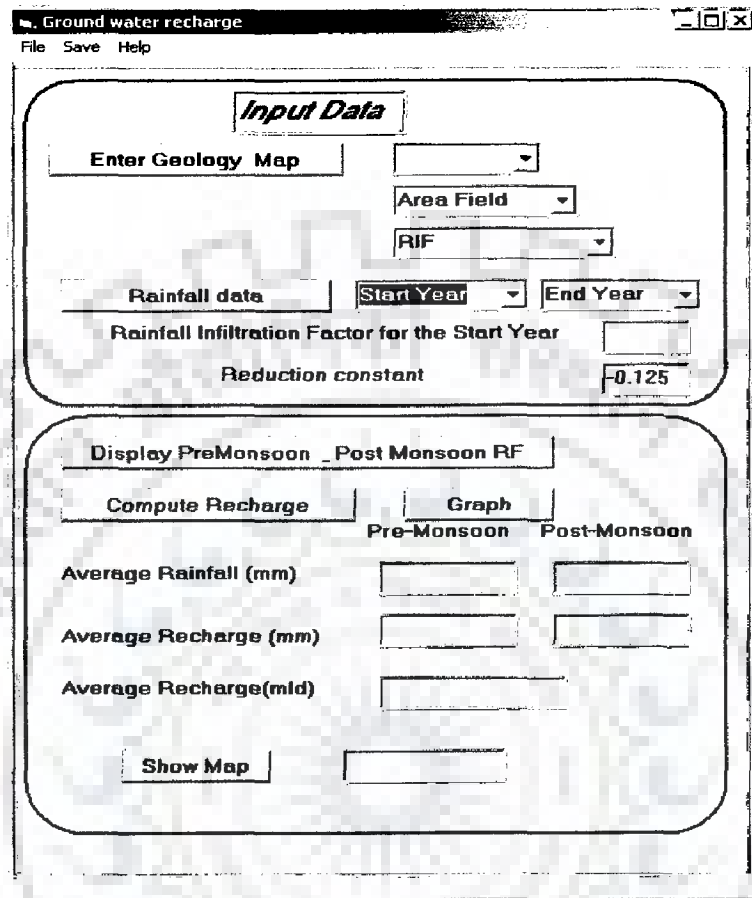 Ground water recharge
File Save Help
Input Data
Enter Geology Map
Area Field
RIF
Rainfall data Start Year End Year
Rainfall Infiltration Factor for the Start Year
Reduction constant -0.125
Display PreMonsoon _Post Monsoon RF
Compute Recharge Graph
Pre-Monsoon Post-Monsoon
Average Rainfall (mm)
Average Recharge (mm)
Average Recharge(mld)
Show Map